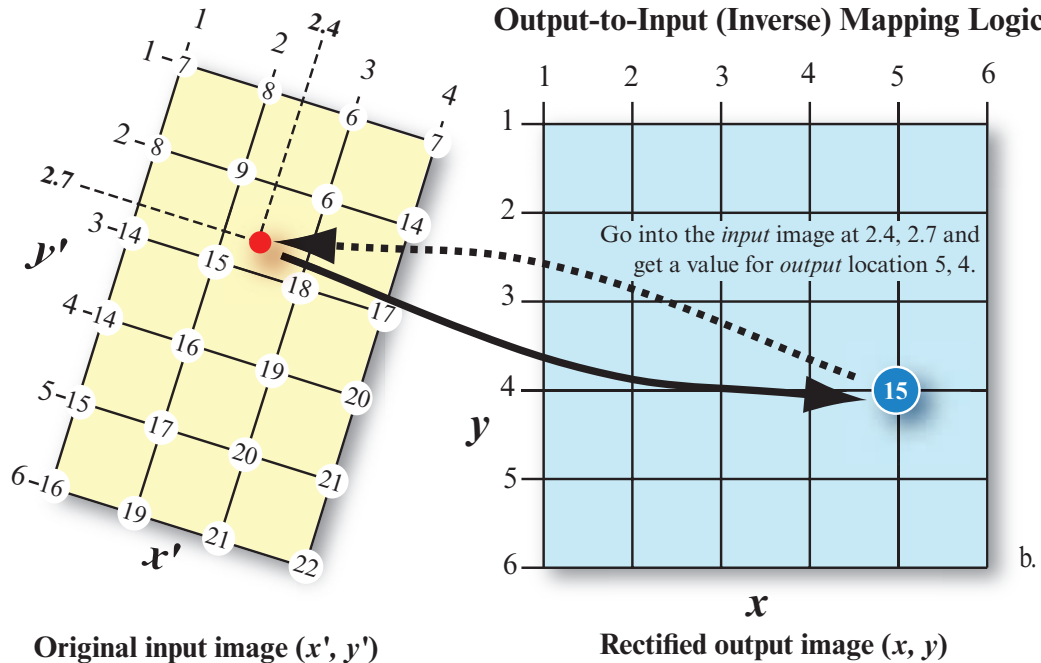 Output-to-Input (Inverse) Mapping Logic
1 2 2.4 3 4
1 7 8 6 7
2 8 9 6 14
2.7
3 14 15 18 17
4 14 16 19 20
5 15 17 20 21
6 16 19 21 22
y'
x'
Original input image (x', y')
1 2 3 4 5 6
1
2
Go into the input image at 2.4, 2.7 and
get a value for output location 5, 4.
3
4 15
y
5
6
b.
x
Rectified output image (x, y)